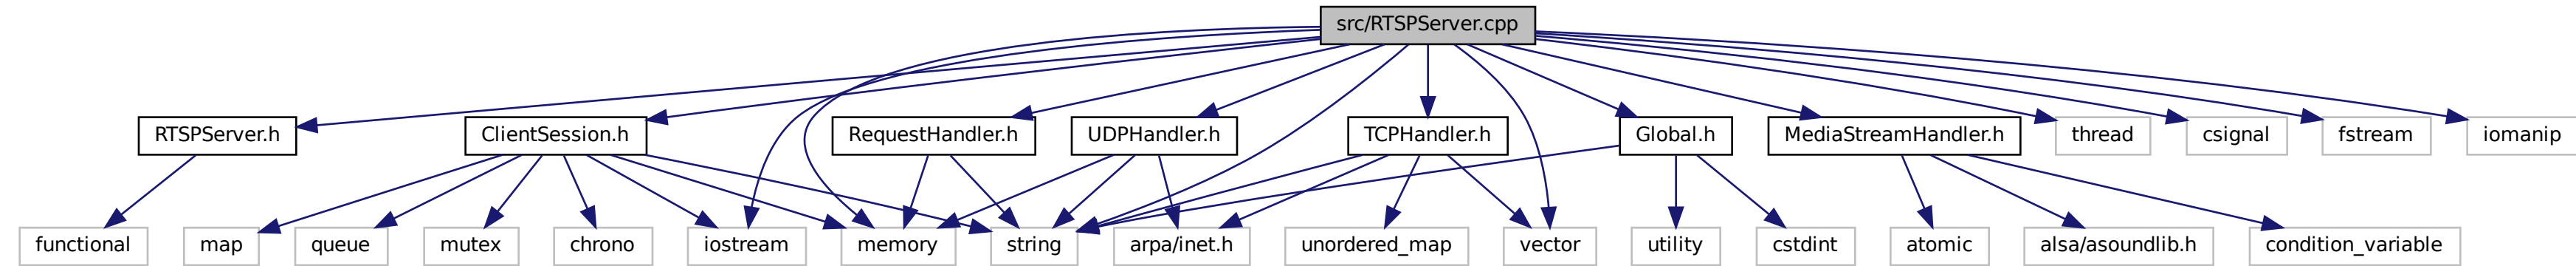 src/RTSPServer.cpp
RTSPServer.h
ClientSession.h
RequestHandler.h
UDPHandler.h
TCPHandler.h
Global.h
MediaStreamHandler.h
thread
csignal
fstream
iomanip
functional
map
queue
mutex
chrono
iostream
memory
string
arpa/inet.h
unordered_map
vector
utility
cstdint
atomic
alsa/asoundlib.h
condition_variable